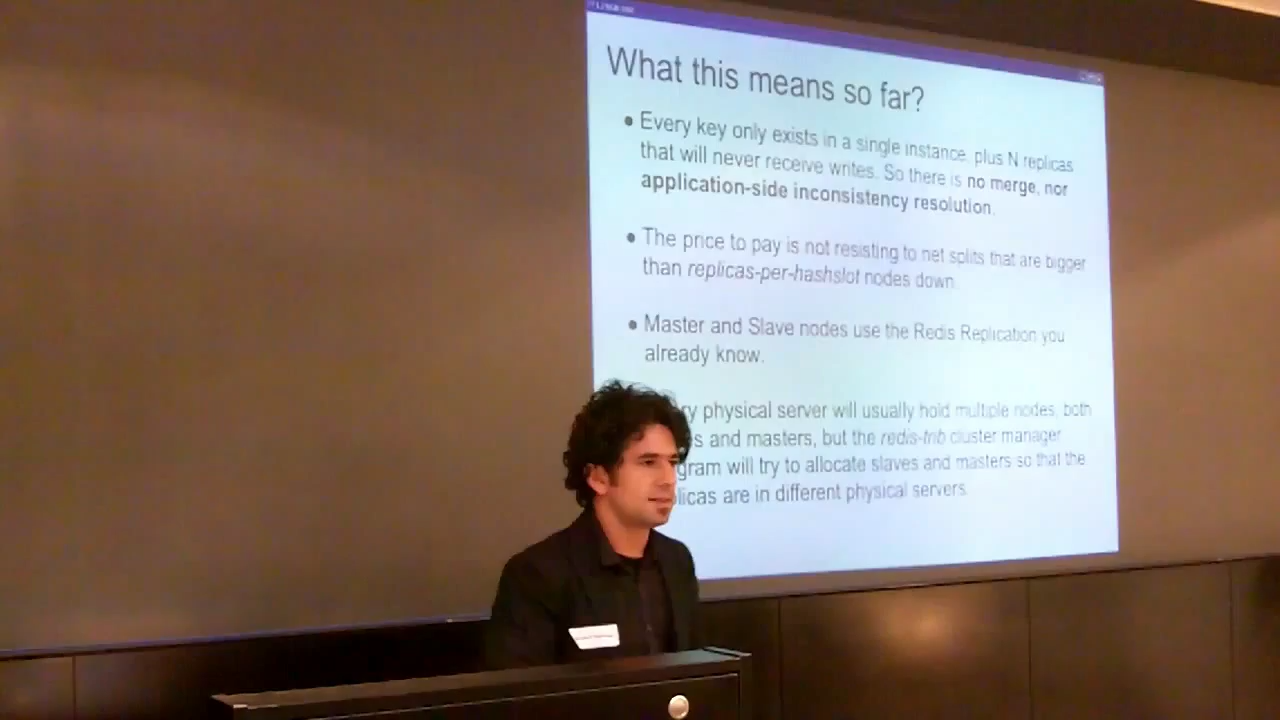 What this means so far?
● Every key only exists in a single instance, plus N replicas
that will never receive writes. So there is no merge, nor
application-side inconsistency resolution.
● The price to pay is not resisting to net splits that are bigger
than replicas-per-hashslot nodes down.
● Master and Slave nodes use the Redis Replication you
already know.
ry physical server will usually hold multiple nodes, both
s and masters, but the redis-trib cluster manager
gram will try to allocate slaves and masters so that the
licas are in different physical servers.